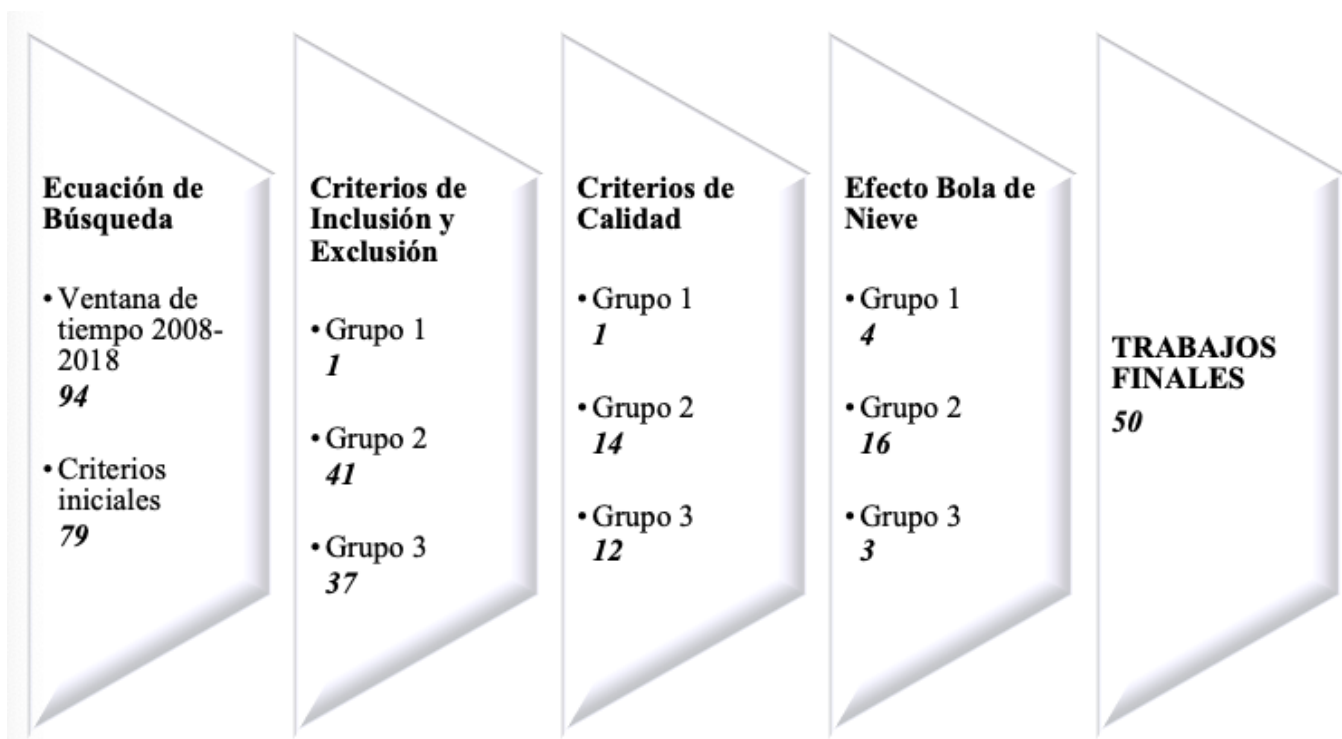 Ecuación de
Búsqueda
• Ventana de
tiempo 2008-
2018
94
• Criterios
iniciales
79
Criterios de
Inclusión y
Exclusión
• Grupo 1
1
• Grupo 2
41
• Grupo 3
37
Criterios de
Calidad
• Grupo 1
1
• Grupo 2
14
• Grupo 3
12
Efecto Bola de
Nieve
• Grupo 1
4
• Grupo 2
16
• Grupo 3
3
TRABAJOS
FINALES
50